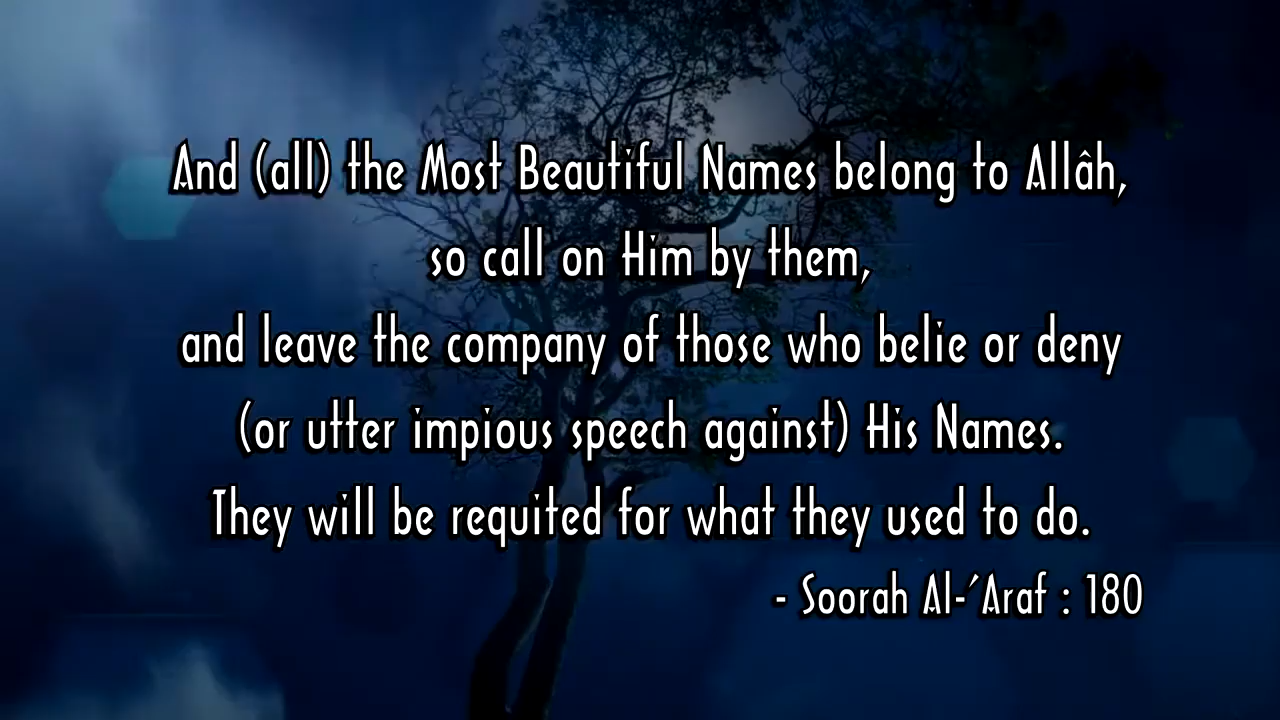 And (all) the Most Beautiful Names belong to Allâh,
so call on Him by them,
and leave the company of those who belie or deny
(or utter impious speech against) His Names.
They will be requited for what they used to do.
- Soorah Al-´Araf : 180